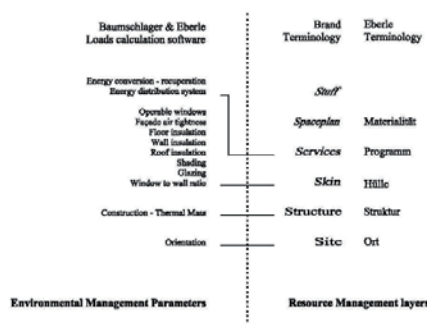 Baumschlager & Eberle
Loads calculation software
Brand
Terminology
Eberle
Terminology
Energy conversion - recuperation
Energy distribution system
Stuff
Operable windows
Façade air tightness
Floor insulation
Wall insulation
Roof insulation
Shading
Glazing
Window to wall ratio
Spaceplan
Materialität
Services
Programm
Skin
Hülle
Construction - Thermal Mass
Structure
Struktur
Orientation
Site
Ort
Environmental Management Parameters
Resource Management layers